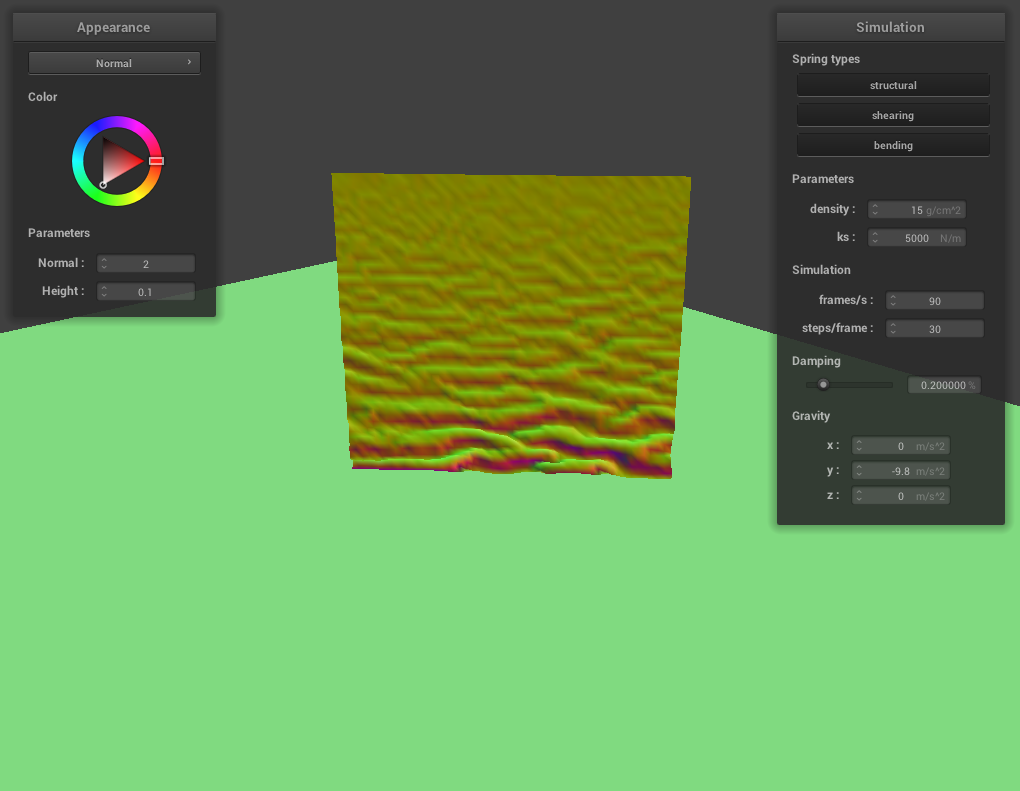 Appearance
Normal
Color
Parameters
Normal : 2
Height : 0.1
Simulation
Spring types
structural
shearing
bending
Parameters
density : 15 g/cm^2
ks : 5000 N/m
Simulation
frames/s : 90
steps/frame : 30
Damping
0.200000 %
Gravity
x : 0 m/s^2
y : -9.8 m/s^2
z : 0 m/s^2